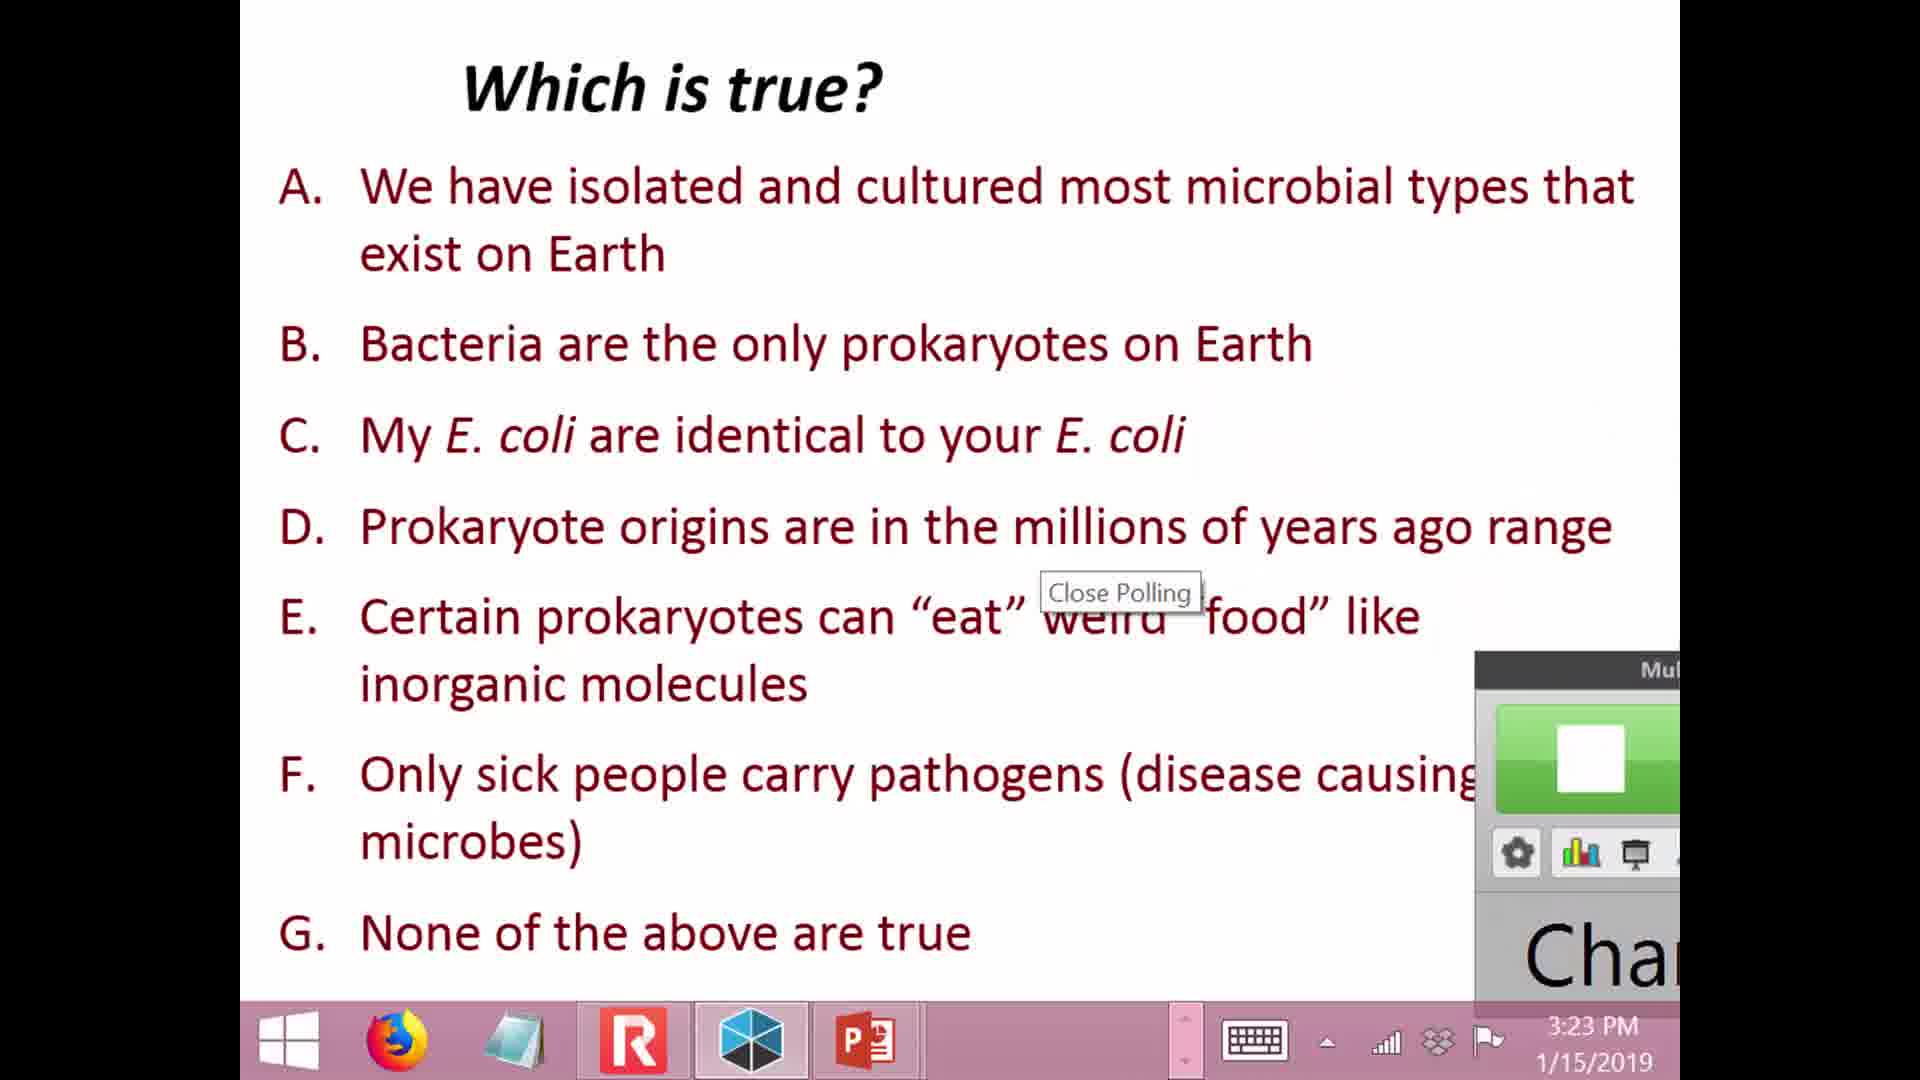 Which is true?
A. We have isolated and cultured most microbial types that
exist on Earth
B. Bacteria are the only prokaryotes on Earth
C. My E. coli are identical to your E. coli
D. Prokaryote origins are in the millions of years ago range
Close Polling
E. Certain prokaryotes can “eat” weird “food” like
inorganic molecules
Mul
F. Only sick people carry pathogens (disease causing
microbes)
G. None of the above are true
Cha
3:23 PM
1/15/2019